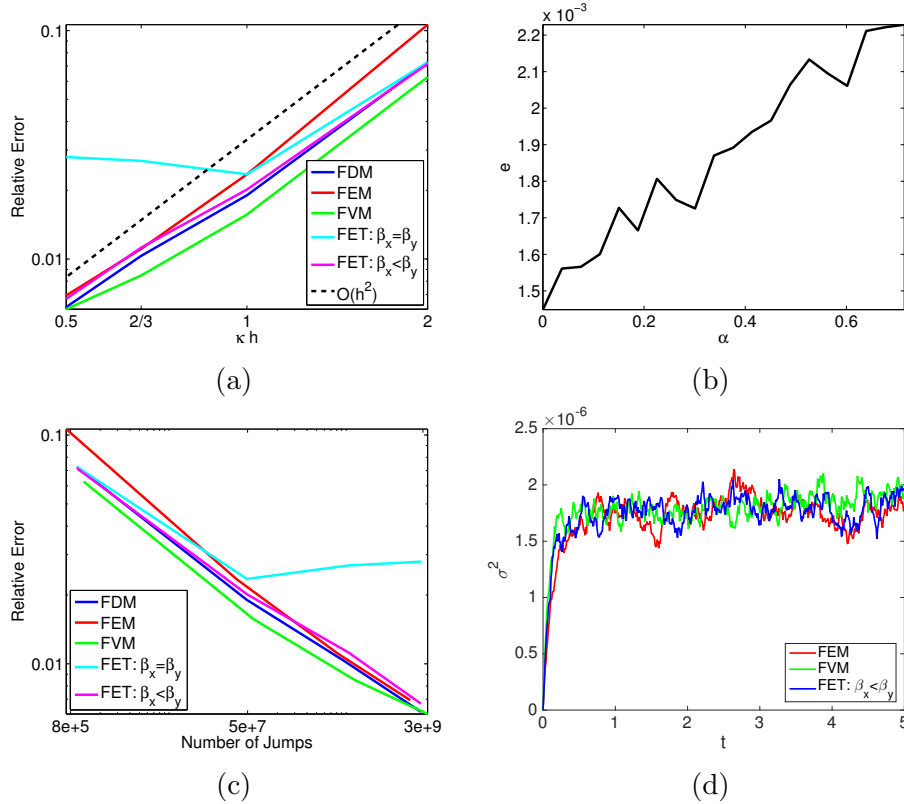 0.1
Relative Error
0.01
FDM
FEM
FVM
FET: β_x=β_y
FET: β_x<β_y
O(h^2)
0.5 2/3 1 2
κ h
(a)
x 10^-3
2.2
2.1
2
e
1.9
1.8
1.7
1.6
1.5
0 0.2 0.4 0.6
α
(b)
0.1
Relative Error
0.01
FDM
FEM
FVM
FET: β_x=β_y
FET: β_x<β_y
8e+5 5e+7 3e+9
Number of Jumps
(c)
×10^-6
2.5
2
1.5
σ^2
1
0.5
0
FEM
FVM
FET: β_x<β_y
0 1 2 3 4 5
t
(d)